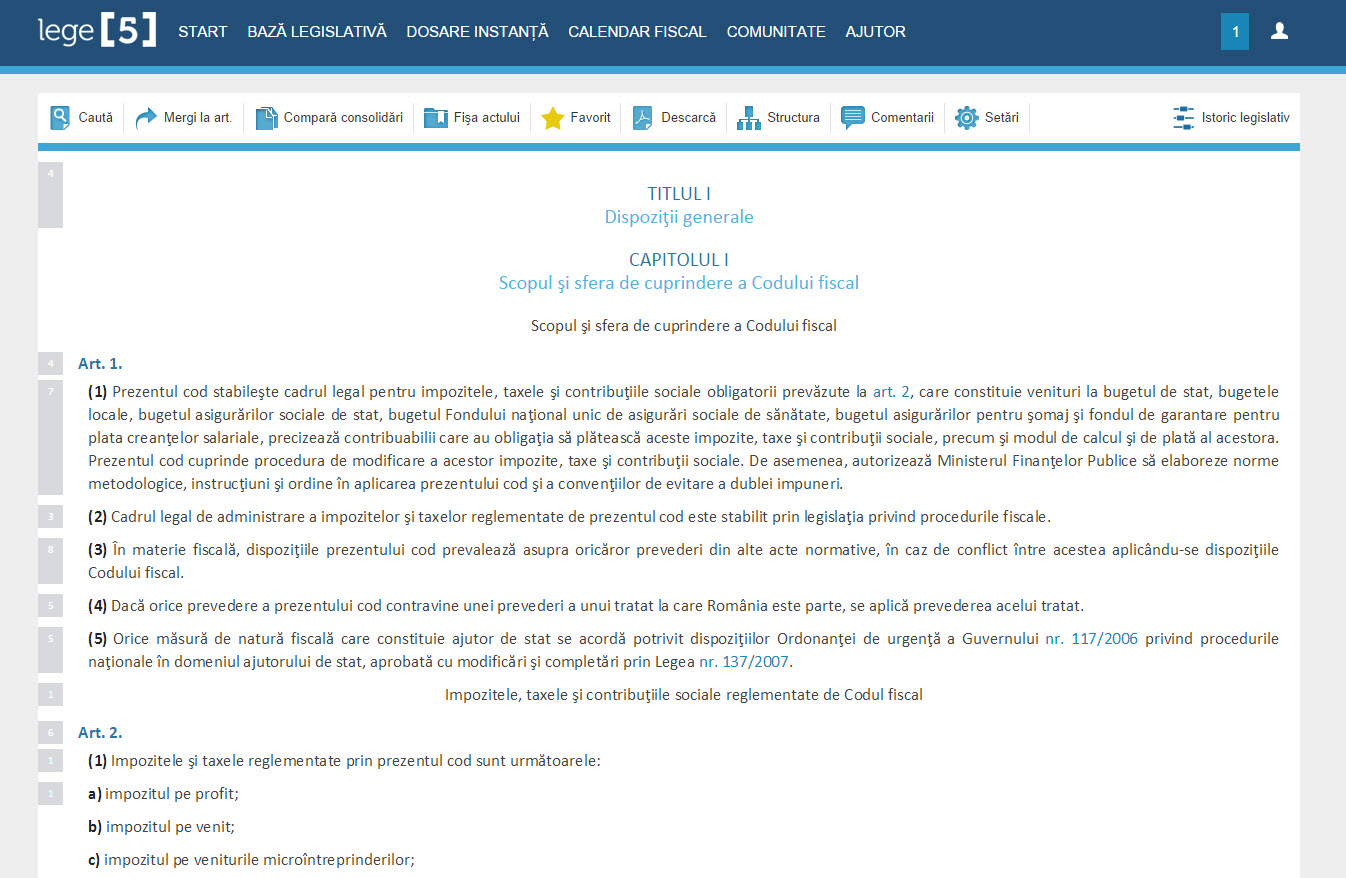 lege [5] START BAZĂ LEGISLATIVĂ DOSARE INSTANȚĂ CALENDAR FISCAL COMUNITATE AJUTOR 1
Caută Mergi la art. Compară consolidări Fișa actului Favorit Descarcă Structura Comentarii Setări Istoric legislativ
4
TITLUL I
Dispoziţii generale
CAPITOLUL I
Scopul şi sfera de cuprindere a Codului fiscal
Scopul şi sfera de cuprindere a Codului fiscal
4 Art. 1.
7 (1) Prezentul cod stabileşte cadrul legal pentru impozitele, taxele şi contribuţiile sociale obligatorii prevăzute la art. 2, care constituie venituri la bugetul de stat, bugetele
locale, bugetul asigurărilor sociale de stat, bugetul Fondului naţional unic de asigurări sociale de sănătate, bugetul asigurărilor pentru şomaj şi fondul de garantare pentru
plata creanţelor salariale, precizează contribuabilii care au obligaţia să plătească aceste impozite, taxe şi contribuţii sociale, precum şi modul de calcul şi de plată al acestora.
Prezentul cod cuprinde procedura de modificare a acestor impozite, taxe şi contribuţii sociale. De asemenea, autorizează Ministerul Finanţelor Publice să elaboreze norme
metodologice, instrucţiuni şi ordine în aplicarea prezentului cod şi a convenţiilor de evitare a dublei impuneri.
3 (2) Cadrul legal de administrare a impozitelor şi taxelor reglementate de prezentul cod este stabilit prin legislaţia privind procedurile fiscale.
8 (3) În materie fiscală, dispoziţiile prezentului cod prevalează asupra oricăror prevederi din alte acte normative, în caz de conflict între acestea aplicându-se dispoziţiile
Codului fiscal.
5 (4) Dacă orice prevedere a prezentului cod contravine unei prevederi a unui tratat la care România este parte, se aplică prevederea acelui tratat.
5 (5) Orice măsură de natură fiscală care constituie ajutor de stat se acordă potrivit dispoziţiilor Ordonanţei de urgenţă a Guvernului nr. 117/2006 privind procedurile
naţionale în domeniul ajutorului de stat, aprobată cu modificări şi completări prin Legea nr. 137/2007.
1 Impozitele, taxele şi contribuţiile sociale reglementate de Codul fiscal
6 Art. 2.
1 (1) Impozitele şi taxele reglementate prin prezentul cod sunt următoarele:
1 a) impozitul pe profit;
b) impozitul pe venit;
c) impozitul pe veniturile microîntreprinderilor;